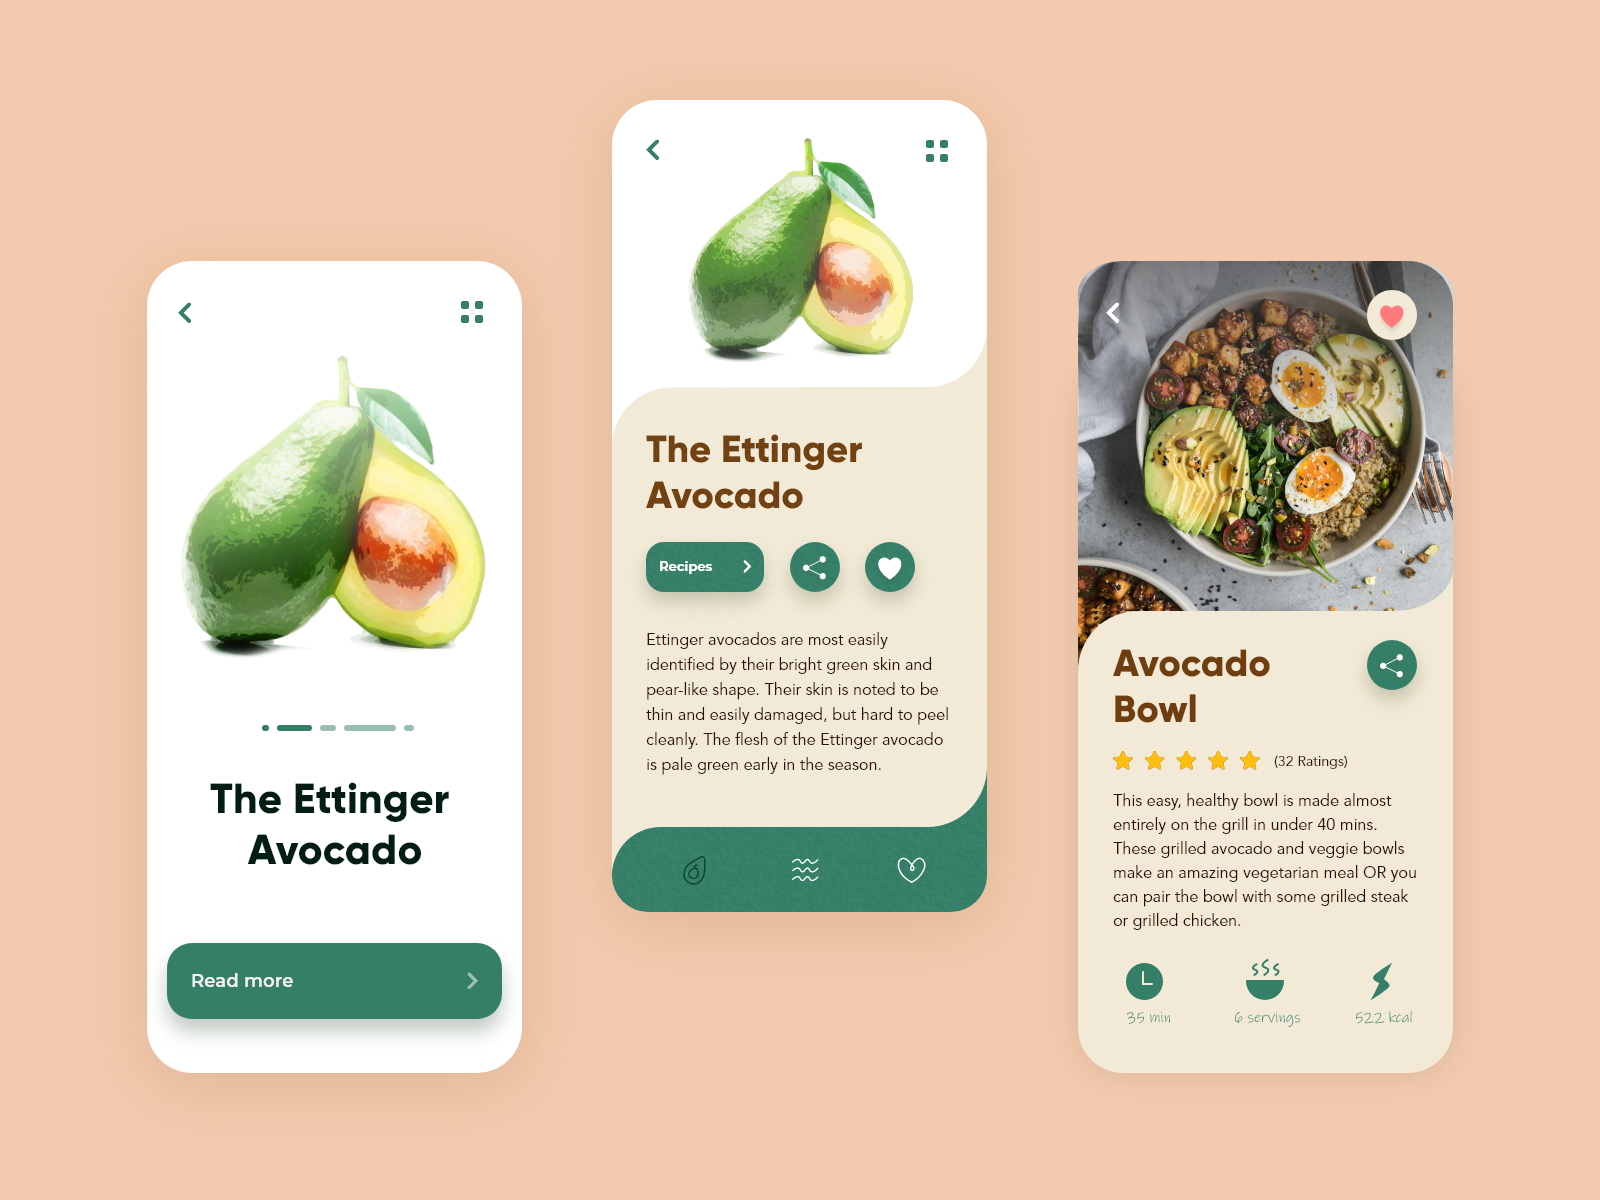 The Ettinger
Avocado
Read more
The Ettinger
Avocado
Recipes
Ettinger avocados are most easily
identified by their bright green skin and
pear-like shape. Their skin is noted to be
thin and easily damaged, but hard to peel
cleanly. The flesh of the Ettinger avocado
is pale green early in the season.
Avocado
Bowl
(32 Ratings)
This easy, healthy bowl is made almost
entirely on the grill in under 40 mins.
These grilled avocado and veggie bowls
make an amazing vegetarian meal OR you
can pair the bowl with some grilled steak
or grilled chicken.
35 min
6 servings
522 kcal